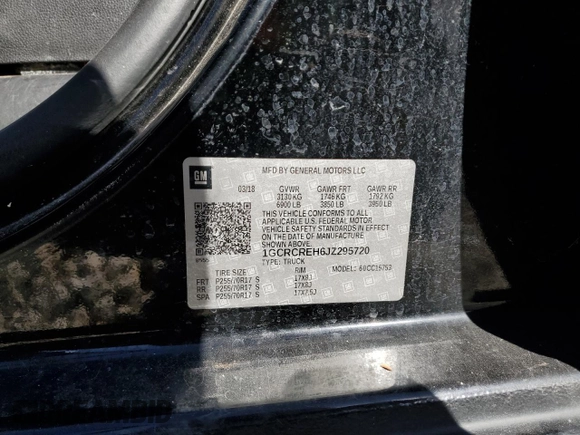 GM
MFD BY GENERAL MOTORS LLC
03/18 GVWR GAWR FRT GAWR RR
3130 KG 1746 KG 1792 KG
6900 LB 3850 LB 3950 LB
THIS VEHICLE CONFORMS TO ALL
APPLICABLE U.S. FEDERAL MOTOR
VEHICLE SAFETY STANDARDS IN EFFECT
ON THE DATE OF MANUFACTURE
SHOWN ABOVE.
1GCRCREH6JZ295720
TYPE: TRUCK MODEL: 60CC15753
TIRE SIZE RIM
FRT P255/70R17 S 17X8J
RR P255/70R17 S 17X8J
SPA P255/70R17 S 17X7.5J